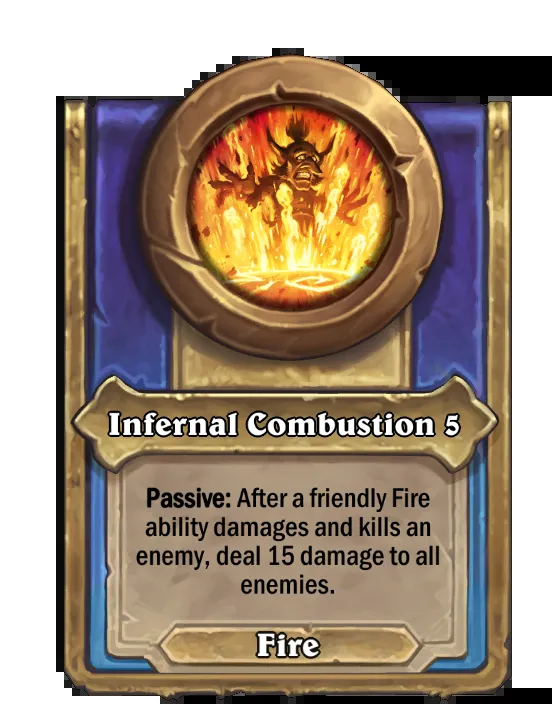 Infernal Combustion 5
Passive: After a friendly Fire
ability damages and kills an
enemy, deal 15 damage to all
enemies.
Fire